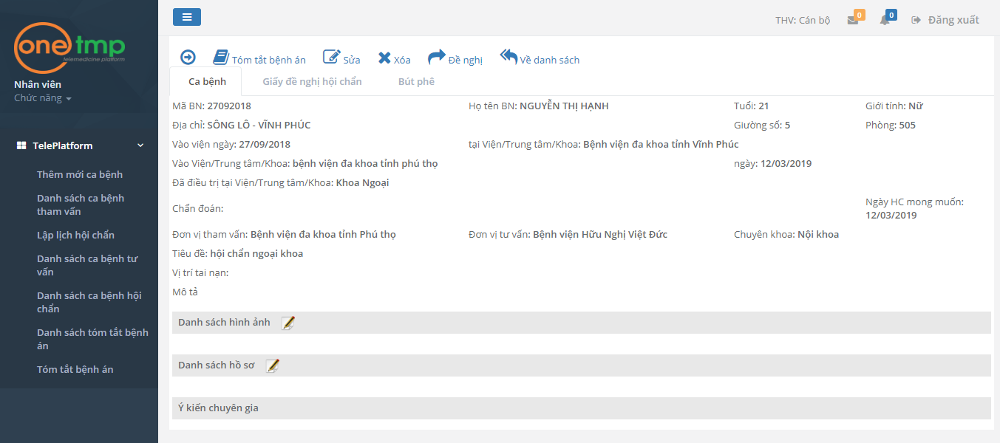 THV: Cán bộ 0 0 Đăng xuất
onetmp
telemedicine platform
Nhân viên
Chức năng
TelePlatform
Thêm mới ca bệnh
Danh sách ca bệnh
tham vấn
Lập lịch hội chẩn
Danh sách ca bệnh tư
vấn
Danh sách ca bệnh hội
chẩn
Danh sách tóm tắt bệnh
án
Tóm tắt bệnh án
Tóm tắt bệnh án Sửa Xóa Đề nghị Về danh sách
Ca bệnh Giấy đề nghị hội chẩn Bút phê
Mã BN: 27092018 Họ tên BN: NGUYỄN THỊ HẠNH Tuổi: 21 Giới tính: Nữ
Địa chỉ: SÔNG LÔ - VĨNH PHÚC Giường số: 5 Phòng: 505
Vào viện ngày: 27/09/2018 tại Viện/Trung tâm/Khoa: Bệnh viện đa khoa tỉnh Vĩnh Phúc
Vào Viện/Trung tâm/Khoa: bệnh viện đa khoa tỉnh phú thọ ngày: 12/03/2019
Đã điều trị tại Viện/Trung tâm/Khoa: Khoa Ngoại
Chẩn đoán: Ngày HC mong muốn:
12/03/2019
Đơn vị tham vấn: Bệnh viện đa khoa tỉnh Phú thọ Đơn vị tư vấn: Bệnh viện Hữu Nghị Việt Đức Chuyên khoa: Nội khoa
Tiêu đề: hội chẩn ngoại khoa
Vị trí tai nạn:
Mô tả
Danh sách hình ảnh
Danh sách hồ sơ
Ý kiến chuyên gia